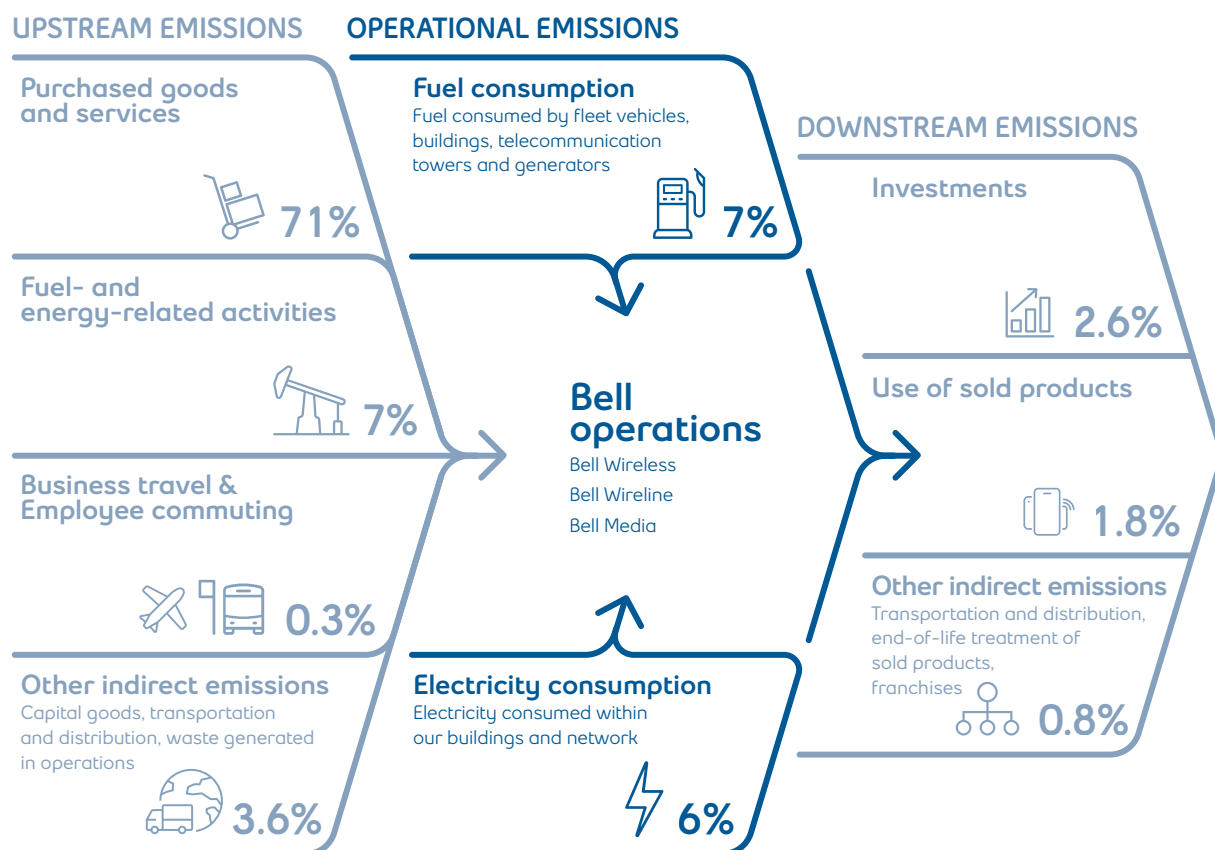 UPSTREAM EMISSIONS
Purchased goods
and services
71%
Fuel- and
energy-related activities
7%
Business travel &
Employee commuting
0.3%
Other indirect emissions
Capital goods, transportation
and distribution, waste generated
in operations
3.6%
OPERATIONAL EMISSIONS
Fuel consumption
Fuel consumed by fleet vehicles,
buildings, telecommunication
towers and generators
7%
Bell
operations
Bell Wireless
Bell Wireline
Bell Media
Electricity consumption
Electricity consumed within
our buildings and network
6%
DOWNSTREAM EMISSIONS
Investments
2.6%
Use of sold products
1.8%
Other indirect emissions
Transportation and distribution,
end-of-life treatment of
sold products,
franchises
0.8%